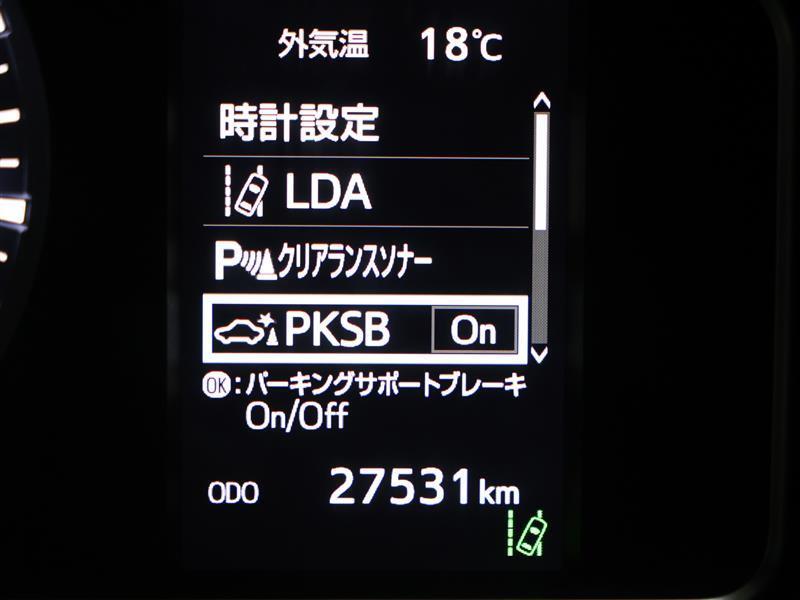 外気温 18℃
時計設定
LDA
Pクリアランスソナー
PKSB On
OK:パーキングサポートブレーキ
On/Off
ODO 27531km